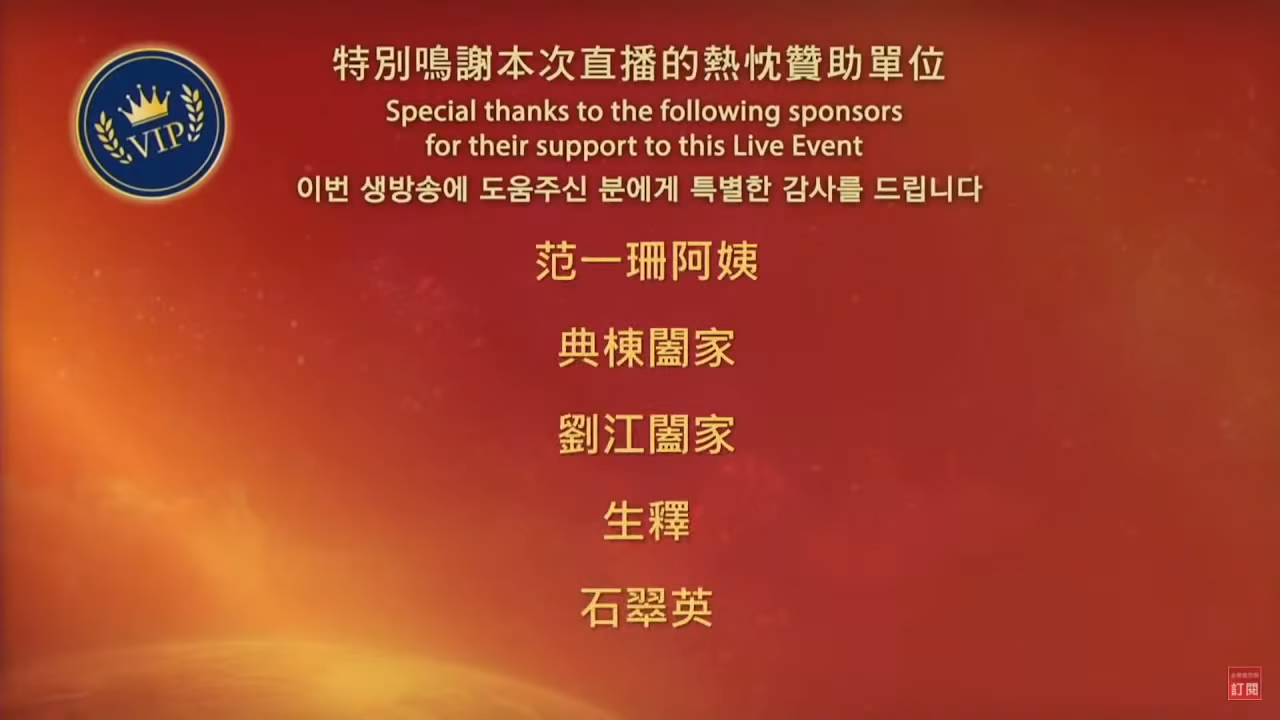 特別鳴謝本次直播的熱忱贊助單位
Special thanks to the following sponsors
for their support to this Live Event
이번 생방송에 도움주신 분에게 특별한 감사를 드립니다
VIP
范一珊阿姨
典棟闔家
劉江闔家
生釋
石翠英
訂閱